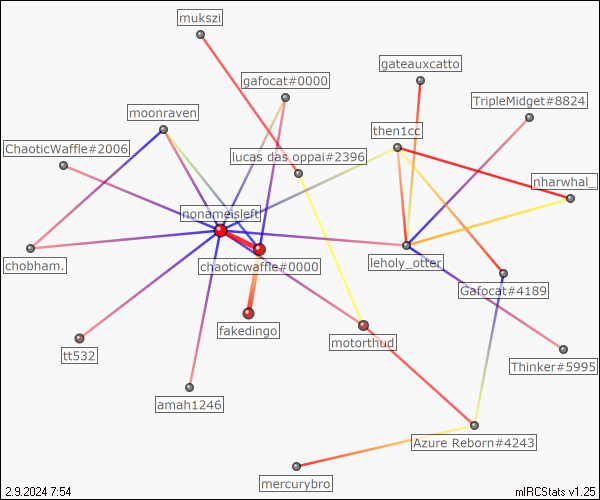 mukszi
gateauxcatto
gafocat#0000
TripleMidget#8824
moonraven
then1cc
ChaoticWaffle#2006
lucas das oppai#2396
nharwhal_
nonameisleft
chobham.
chaoticwaffle#0000
leholy_otter
Gafocat#4189
fakedingo
motorthud
tt532
Thinker#5995
amah1246
Azure Reborn#4243
mercurybro
2.9.2024 7:54
mIRCStats v1.25